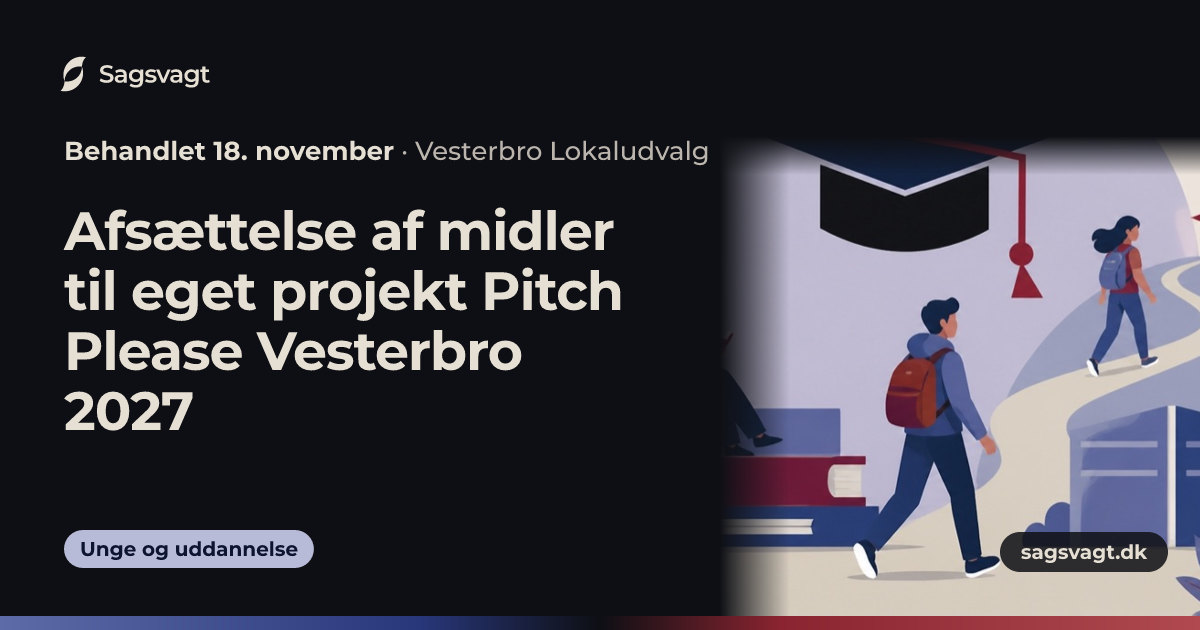 Sagsvagt
Behandlet 18. november · Vesterbro Lokaludvalg
Afsættelse af midler
til eget projekt Pitch
Please Vesterbro
2027
Unge og uddannelse
sagsvagt.dk